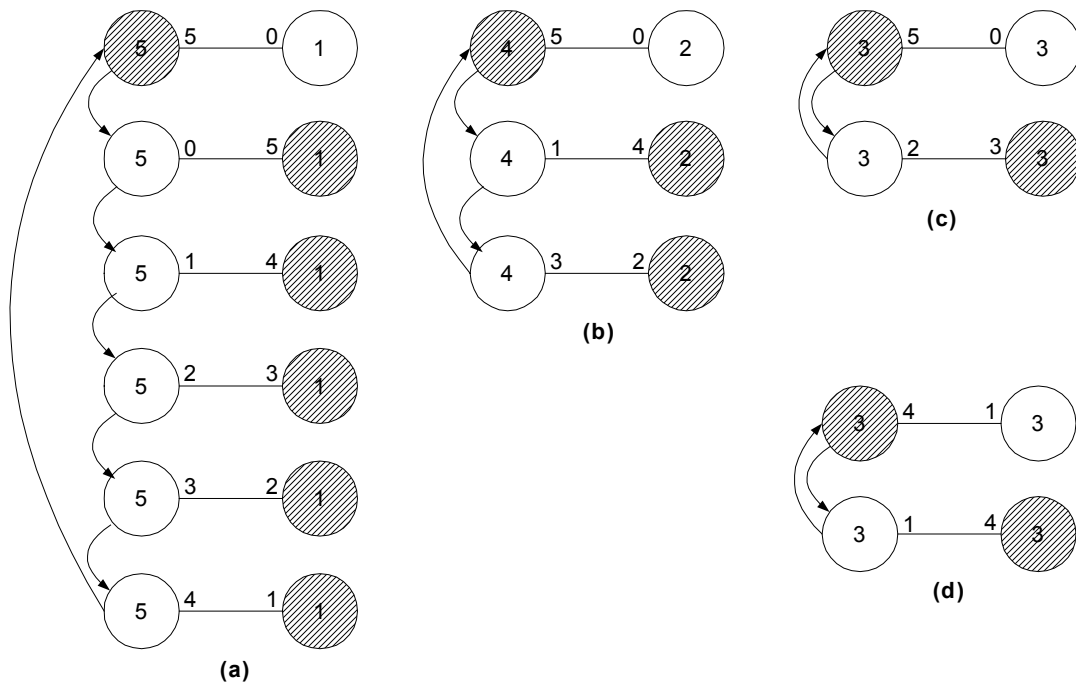 5 5 0 1
5 0 5 1
5 1 4 1
5 2 3 1
5 3 2 1
5 4 1 1
(a)
4 5 0 2
4 1 4 2
4 3 2 2
(b)
3 5 0 3
3 2 3 3
(c)
3 4 1 3
3 1 4 3
(d)